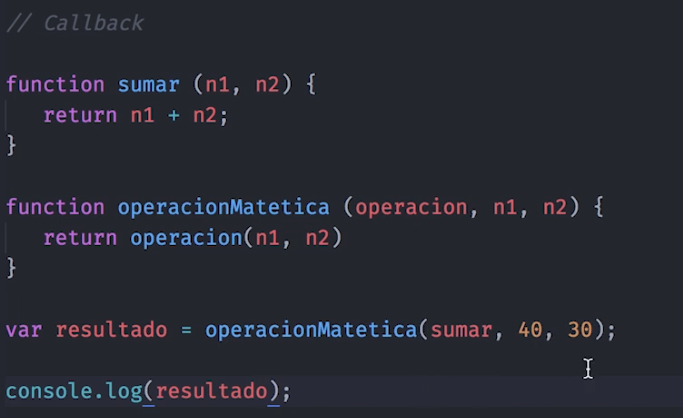 // Callback
function sumar (n1, n2) {
return n1 + n2;
}
function operacionMatetica (operacion, n1, n2) {
return operacion(n1, n2)
}
var resultado = operacionMatetica(sumar, 40, 30);
console.log(resultado);